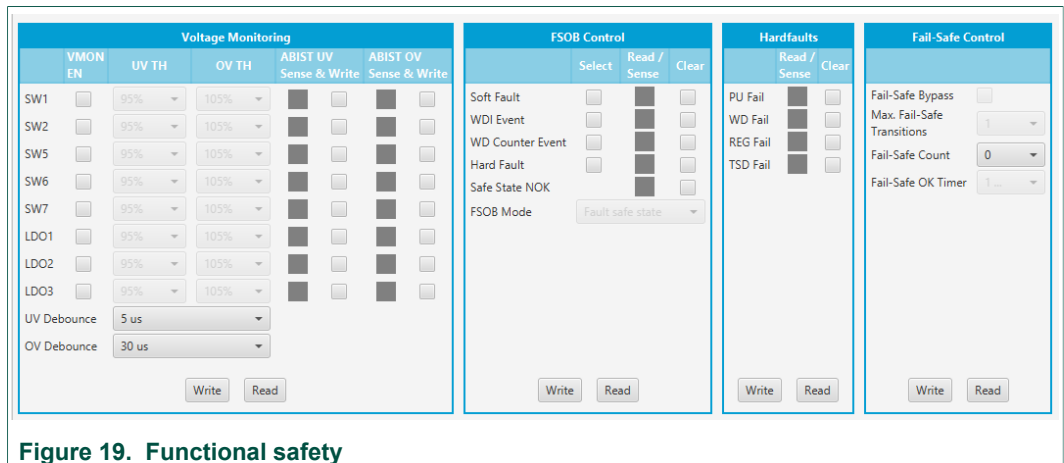 Voltage Monitoring
VMON EN UV TH OV TH ABIST UV Sense & Write ABIST OV Sense & Write
SW1 95% 105%
SW2 95% 105%
SW5 95% 105%
SW6 95% 105%
SW7 95% 105%
LDO1 95% 105%
LDO2 95% 105%
LDO3 95% 105%
UV Debounce 5 us
OV Debounce 30 us
Write Read
FSOB Control
Select Read / Sense Clear
Soft Fault
WDI Event
WD Counter Event
Hard Fault
Safe State NOK
FSOB Mode Fault safe state
Write Read
Hardfaults
Read / Sense Clear
PU Fail
WD Fail
REG Fail
TSD Fail
Write Read
Fail-Safe Control
Fail-Safe Bypass
Max. Fail-Safe
Transitions 1
Fail-Safe Count 0
Fail-Safe OK Timer 1 ...
Write Read
Figure 19. Functional safety